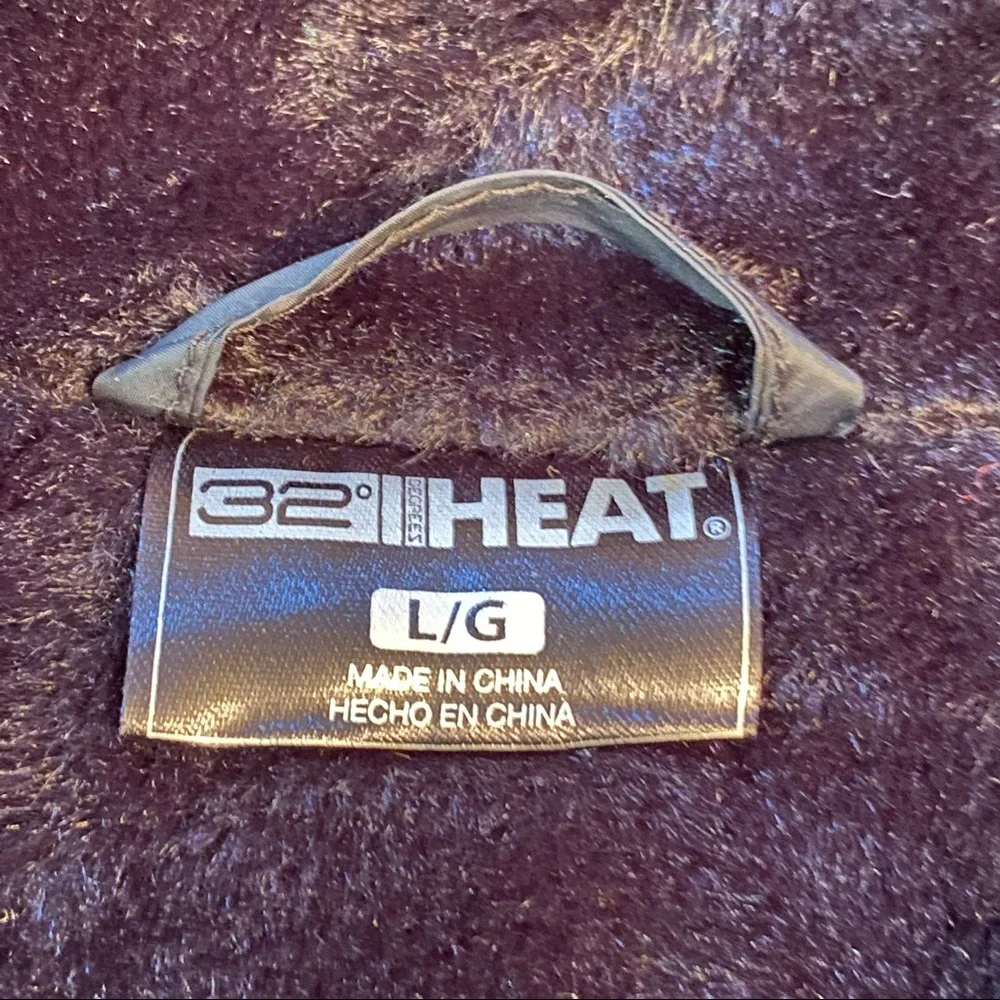 32° DEGREES HEAT®
L/G
MADE IN CHINA
HECHO EN CHINA